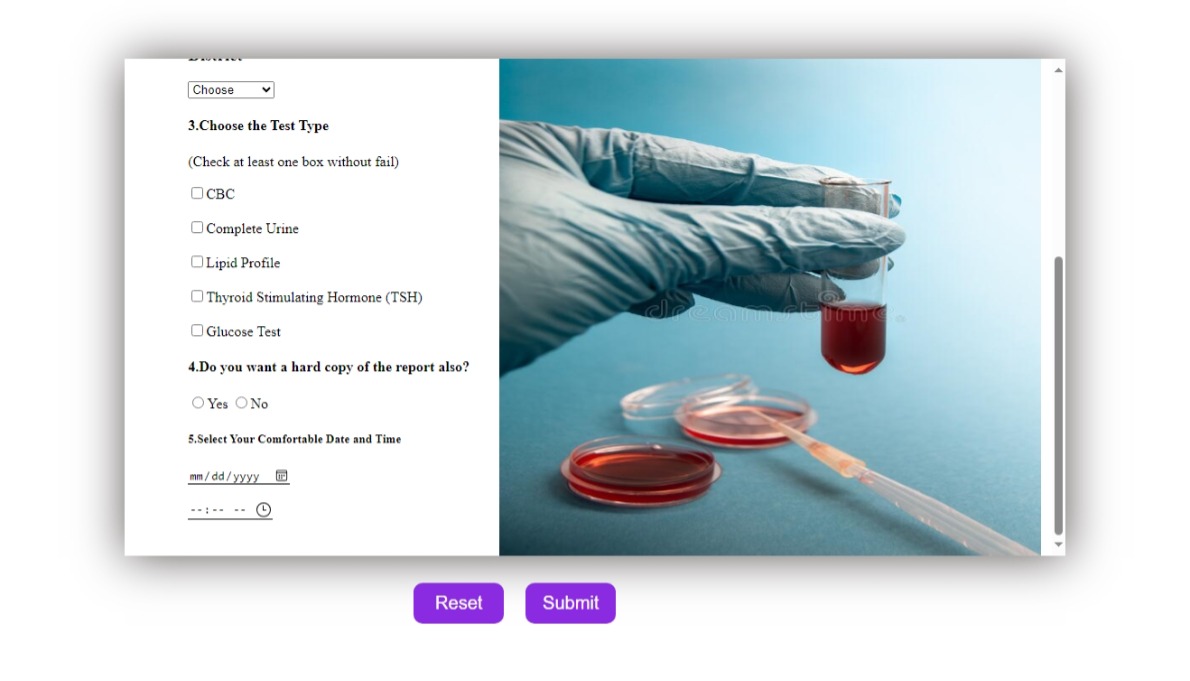 District
Choose
3.Choose the Test Type
(Check at least one box without fail)
CBC
Complete Urine
Lipid Profile
Thyroid Stimulating Hormone (TSH)
Glucose Test
4.Do you want a hard copy of the report also?
Yes No
5.Select Your Comfortable Date and Time
mm/dd/yyyy
--:-- --
dreamstime.
Reset Submit